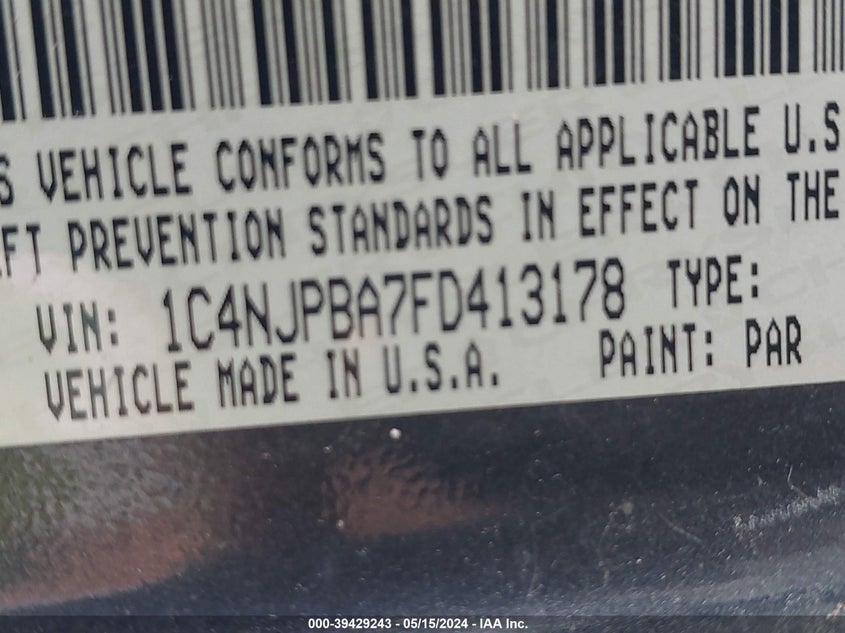 S VEHICLE CONFORMS TO ALL APPLICABLE U.S
FT PREVENTION STANDARDS IN EFFECT ON THE
VIN: 1C4NJPBA7FD413178 TYPE:
VEHICLE MADE IN U.S.A. PAINT: PAR
000-39429243 - 05/15/2024 - IAA Inc.